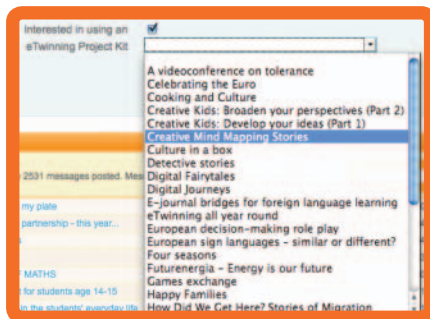 Interested in using an
eTwinning Project Kit
A videoconference on tolerance
Celebrating the Euro
Cooking and Culture
Creative Kids: Broaden your perspectives (Part 2)
Creative Kids: Develop your ideas (Part 1)
Creative Mind Mapping Stories
Culture in a box
Detective stories
2531 messages posted. Mes
Digital Fairytales
Digital Journeys
my plate
E-journal bridges for foreign language learning
eTwinning all year round
partnership - this year...
European decision-making role play
European sign languages - similar or different?
Four seasons
MATHS
Futurenergia - Energy is our future
for students age 14-15
Games exchange
Happy Families
in the students' everyday life
How Did We Get Here? Stories of Migration